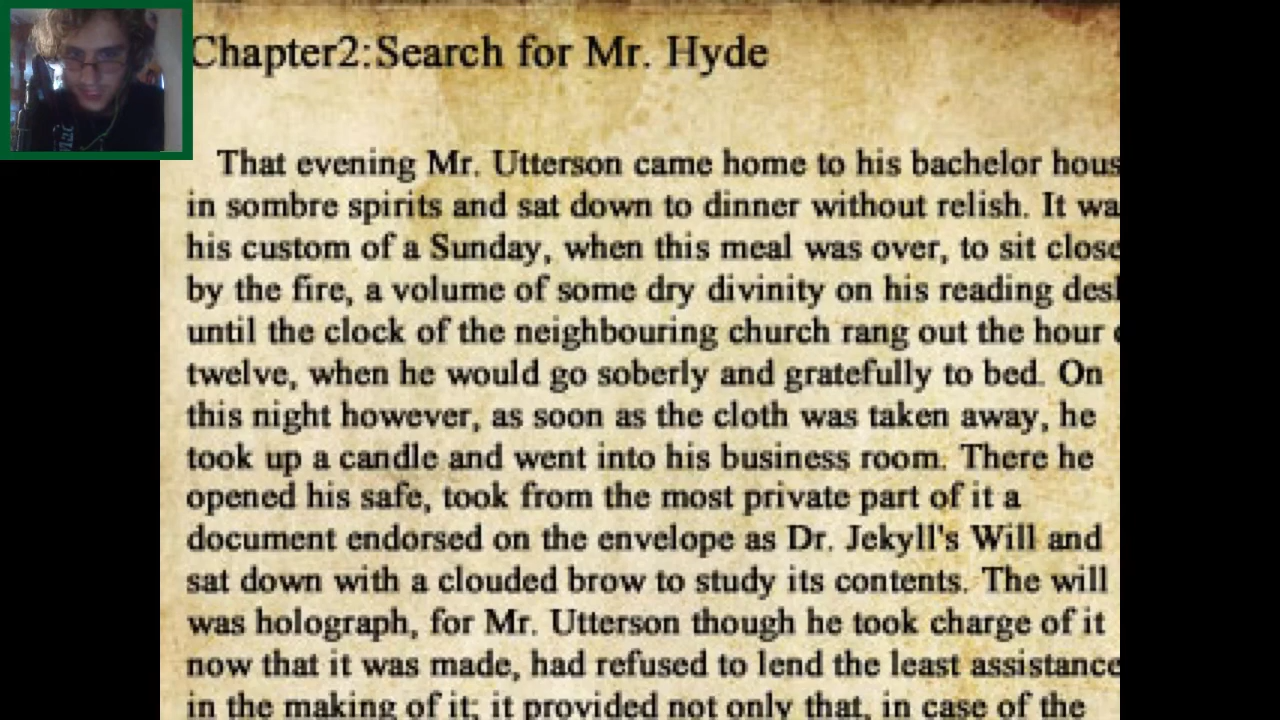 Chapter2:Search for Mr. Hyde
That evening Mr. Utterson came home to his bachelor hous
in sombre spirits and sat down to dinner without relish. It wa
his custom of a Sunday, when this meal was over, to sit close
by the fire, a volume of some dry divinity on his reading des
until the clock of the neighbouring church rang out the hour
twelve, when he would go soberly and gratefully to bed. On
this night however, as soon as the cloth was taken away, he
took up a candle and went into his business room. There he
opened his safe, took from the most private part of it a
document endorsed on the envelope as Dr. Jekyll's Will and
sat down with a clouded brow to study its contents. The will
was holograph, for Mr. Utterson though he took charge of it
now that it was made, had refused to lend the least assistance
in the making of it; it provided not only that, in case of the